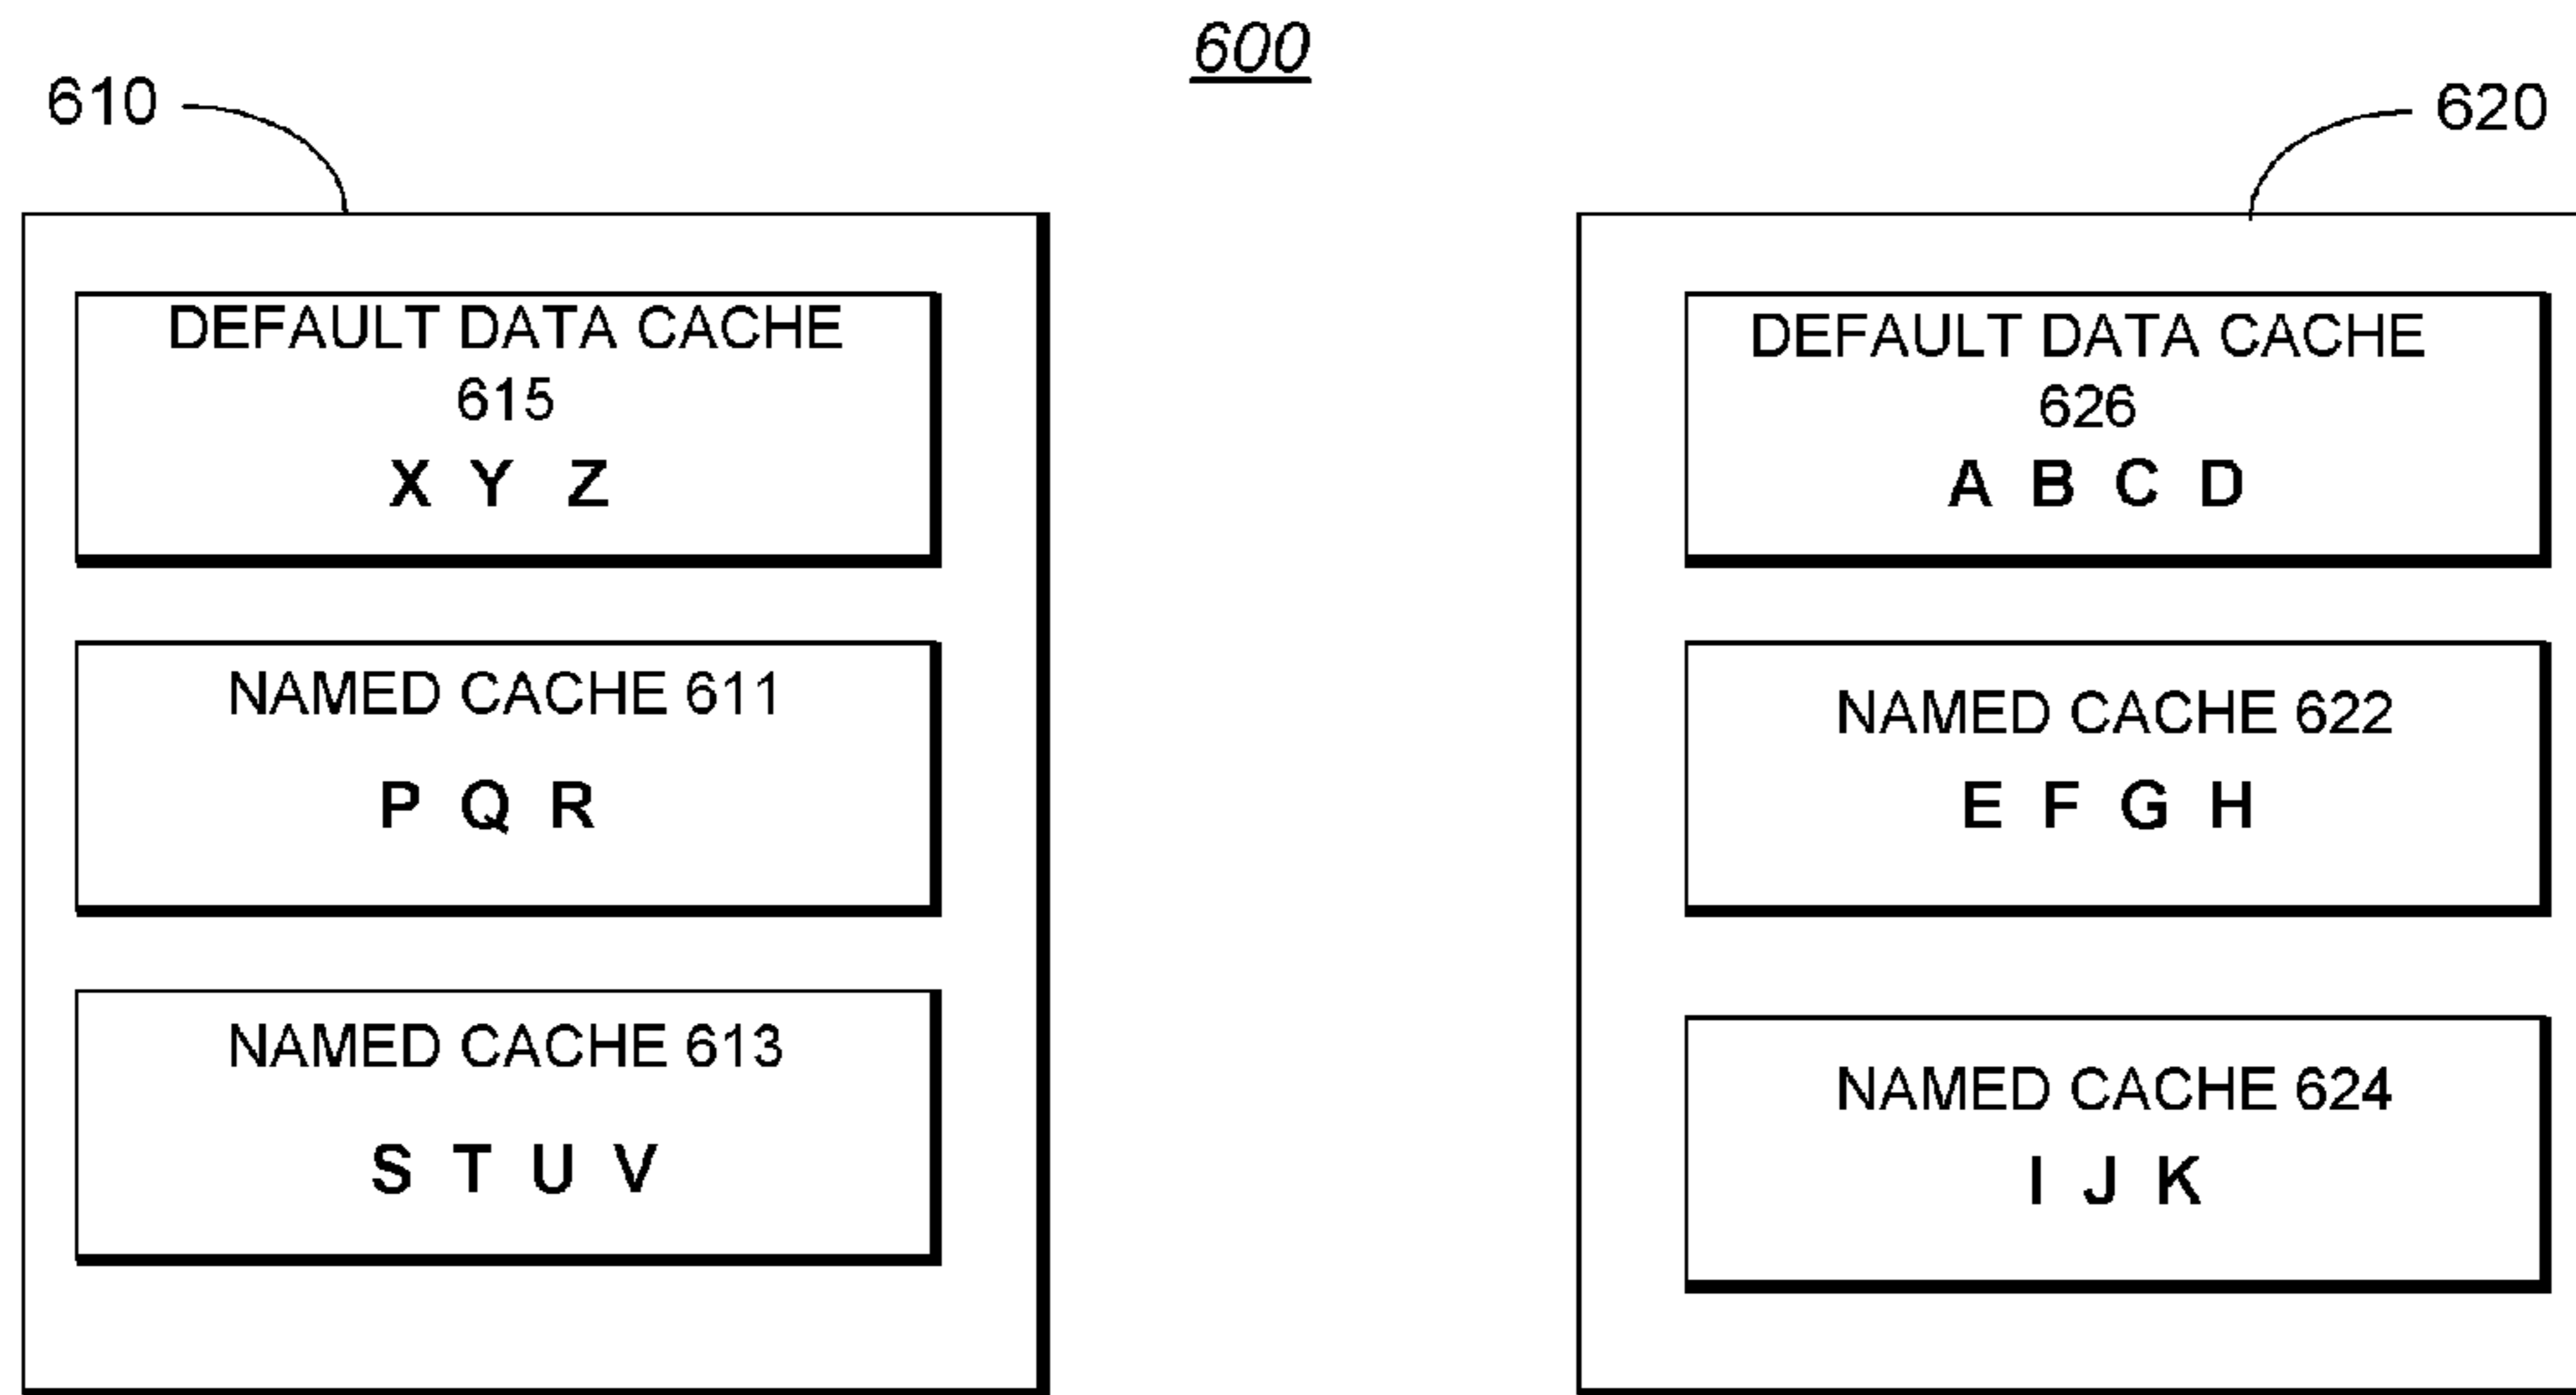 600
610
620
DEFAULT DATA CACHE
615
X Y Z
NAMED CACHE 611
P Q R
NAMED CACHE 613
S T U V
DEFAULT DATA CACHE
626
A B C D
NAMED CACHE 622
E F G H
NAMED CACHE 624
I J K